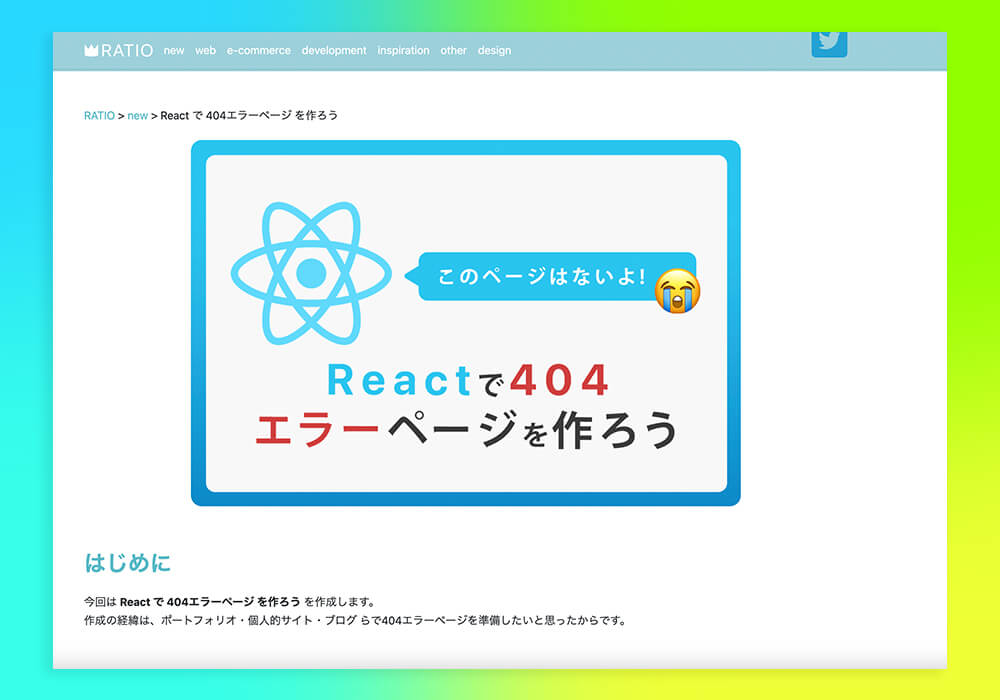 RATIO new web e-commerce development inspiration other design
RATIO > new > React で 404エラーページ を作ろう
このページはないよ!
Reactで404
エラーページを作ろう
はじめに
今回は React で 404エラーページ を作ろう を作成します。
作成の経緯は、ポートフォリオ・個人的サイト・ブログ らで404エラーページを準備したいと思ったからです。